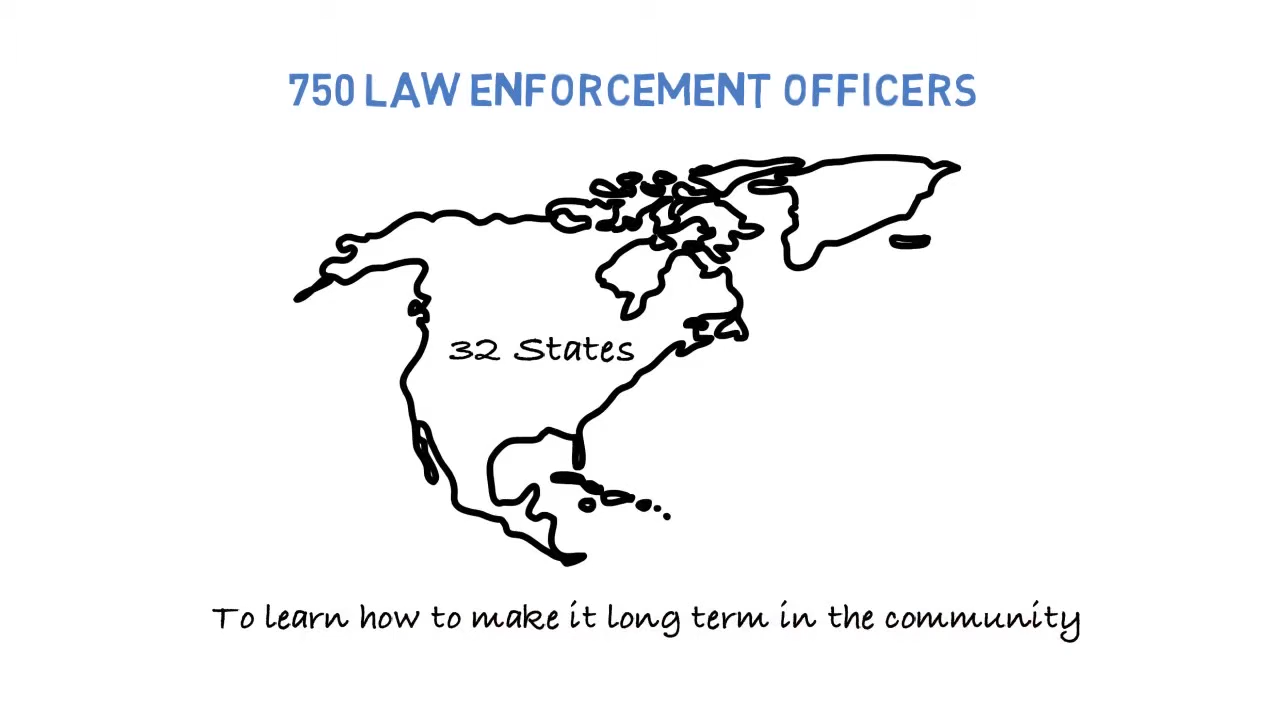 750 LAW ENFORCEMENT OFFICERS
32 States
To learn how to make it long term in the community